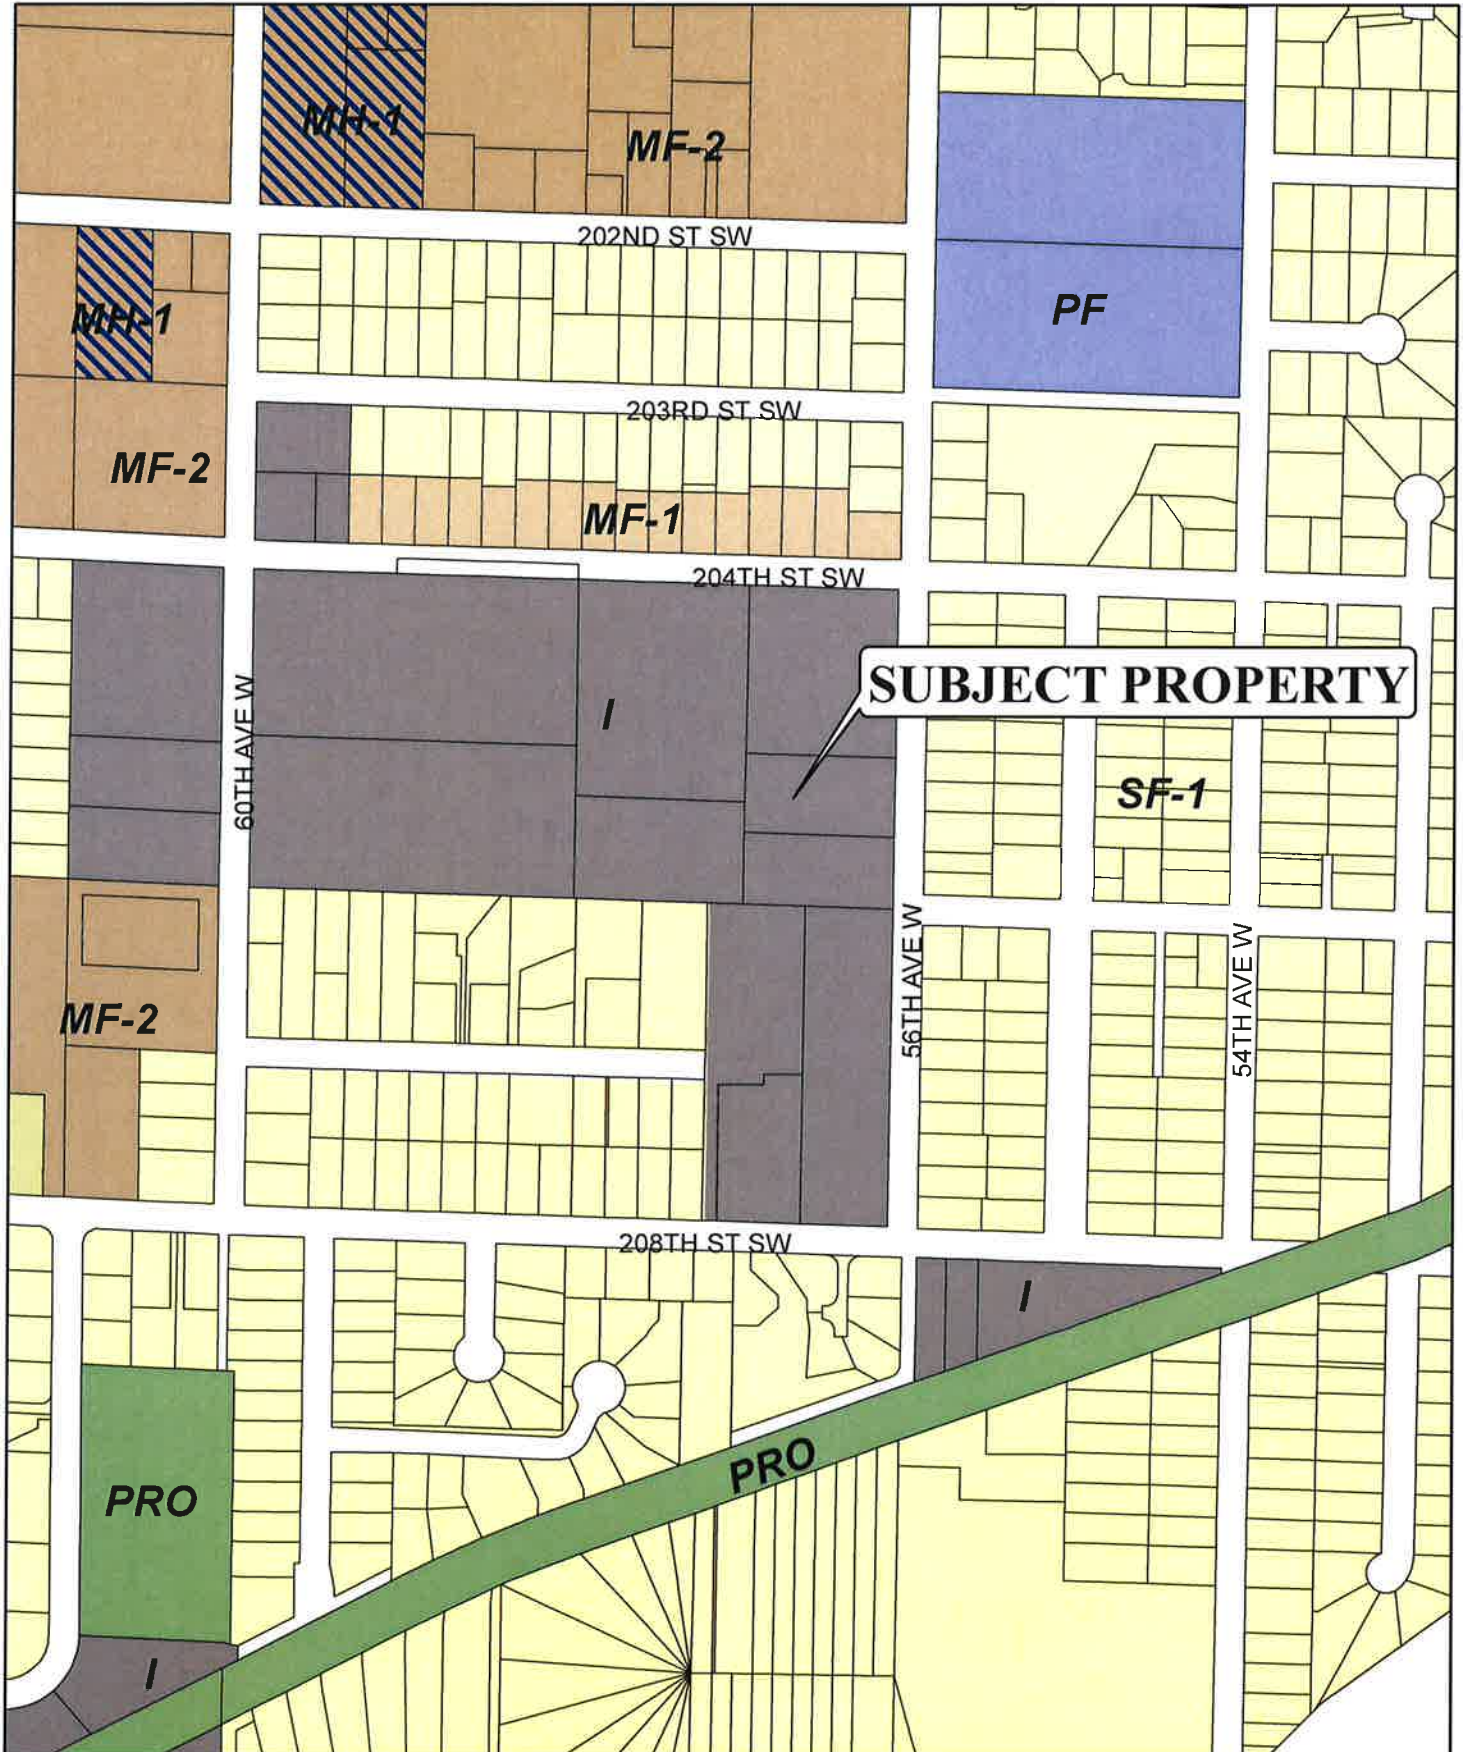 MH-1
MF-2
202ND ST SW
PF
MH-1
203RD ST SW
MF-2
MF-1
204TH ST SW
SUBJECT PROPERTY
I
60TH AVE W
SF-1
56TH AVE W
54TH AVE W
MF-2
208TH ST SW
I
PRO
PRO
I